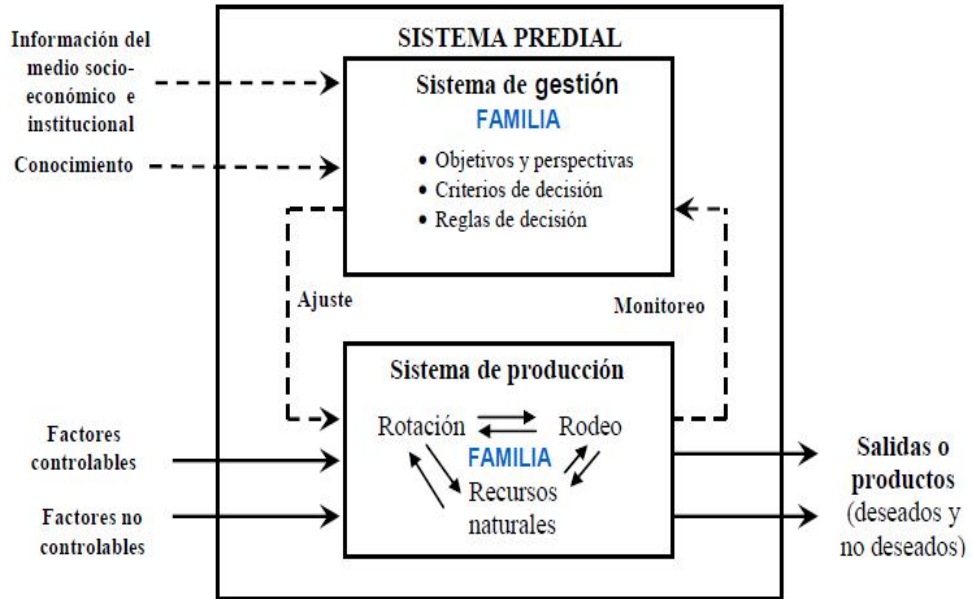 SISTEMA PREDIAL
Información del
medio socio-
económico e
institucional
Conocimiento
Sistema de gestión
FAMILIA
• Objetivos y perspectivas
• Criterios de decisión
• Reglas de decisión
Ajuste
Monitoreo
Sistema de producción
Rotación
Rodeo
FAMILIA
Recursos
naturales
Factores
controlables
Factores no
controlables
Salidas o
productos
(deseados y
no deseados)